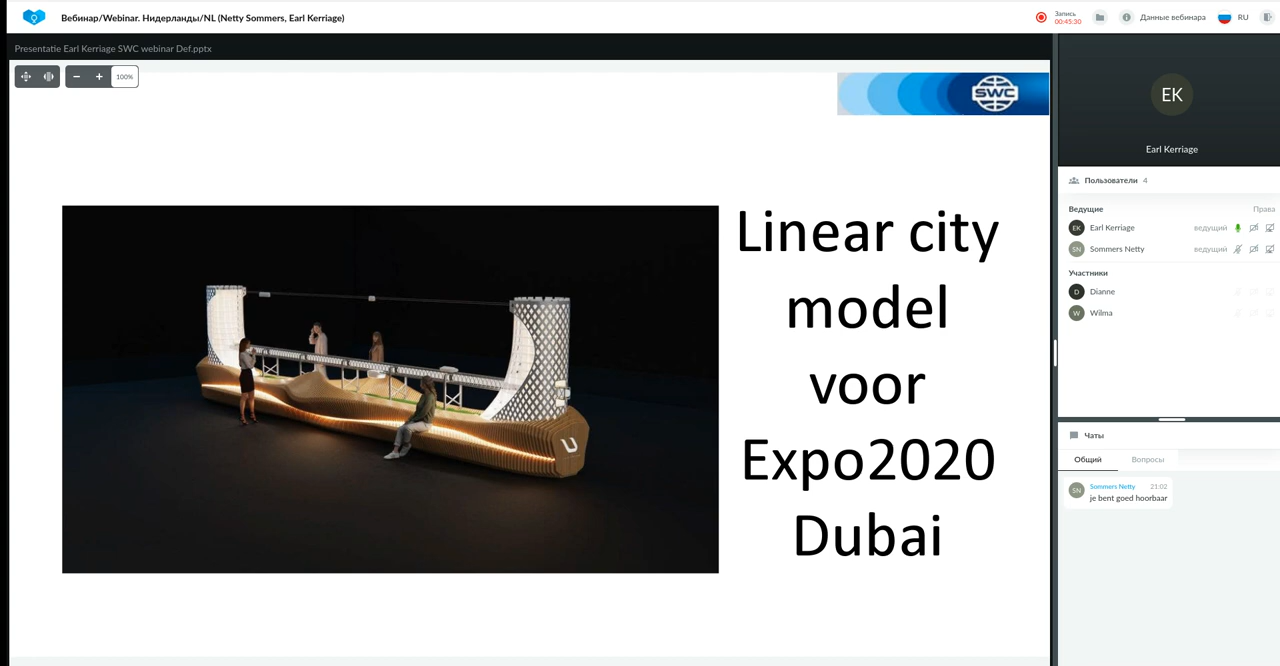 Вебинар/Webinar. Нидерланды/NL (Netty Sommers, Earl Kerriage)
Запись
00:45:30
Данные вебинара
RU
Presentatie Earl Kerriage SWC webinar Def.pptx
100%
SWC
Linear city
model
voor
Expo2020
Dubai
U
EK
Earl Kerriage
Пользователи 4
Ведущие Права
EK Earl Kerriage ведущий
SN Sommers Netty ведущий
Участники
D Dianne
W Wilma
Чаты
Общий Вопросы
SN Sommers Netty 21:02
je bent goed hoorbaar